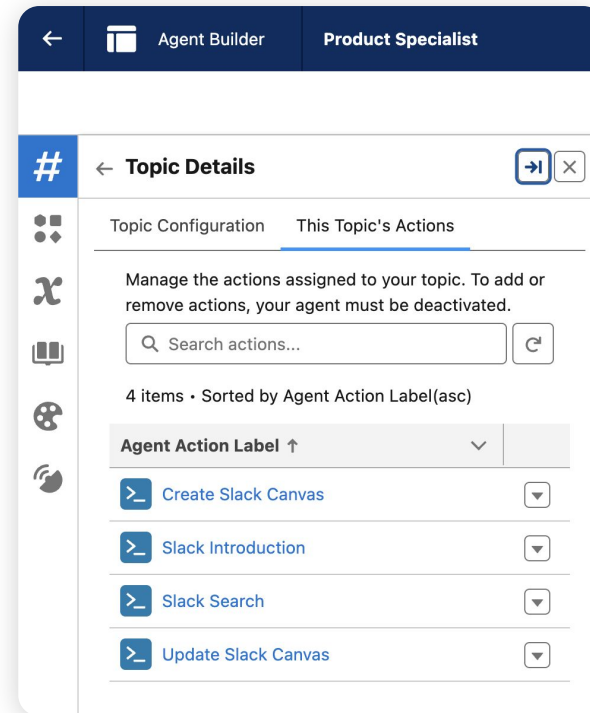 Agent Builder
Product Specialist
Topic Details
Topic Configuration
This Topic's Actions
Manage the actions assigned to your topic. To add or
remove actions, your agent must be deactivated.
Search actions...
4 items • Sorted by Agent Action Label(asc)
Agent Action Label ↑
Create Slack Canvas
Slack Introduction
Slack Search
Update Slack Canvas